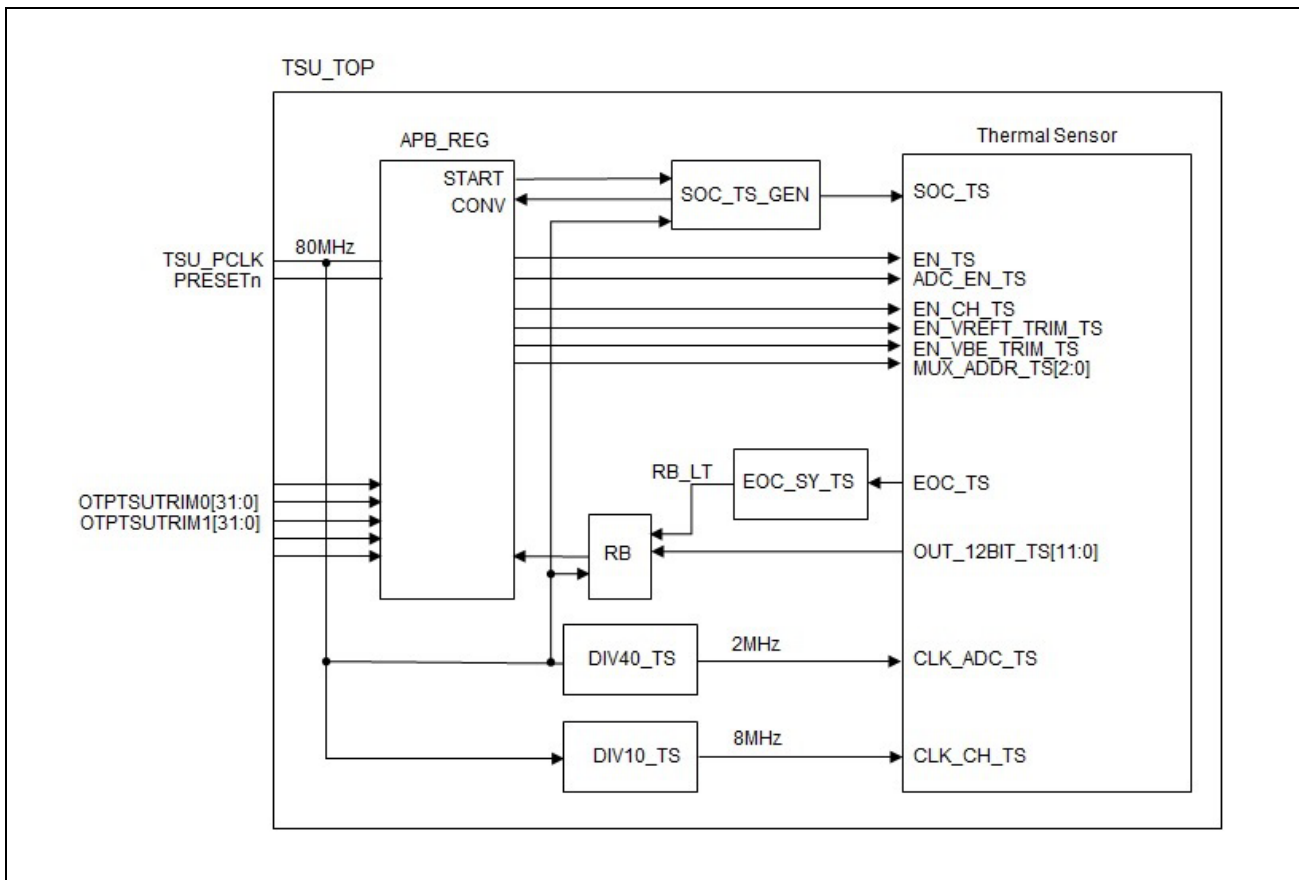 TSU_TOP
APB_REG
Thermal Sensor
START
CONV
SOC_TS_GEN
SOC_TS
80MHz
TSU_PCLK
PRESETn
EN_TS
ADC_EN_TS
EN_CH_TS
EN_VREFT_TRIM_TS
EN_VBE_TRIM_TS
MUX_ADDR_TS[2:0]
RB_LT
EOC_SY_TS
EOC_TS
OTPTSUTRIM0[31:0]
OTPTSUTRIM1[31:0]
RB
OUT_12BIT_TS[11:0]
DIV40_TS
2MHz
CLK_ADC_TS
DIV10_TS
8MHz
CLK_CH_TS